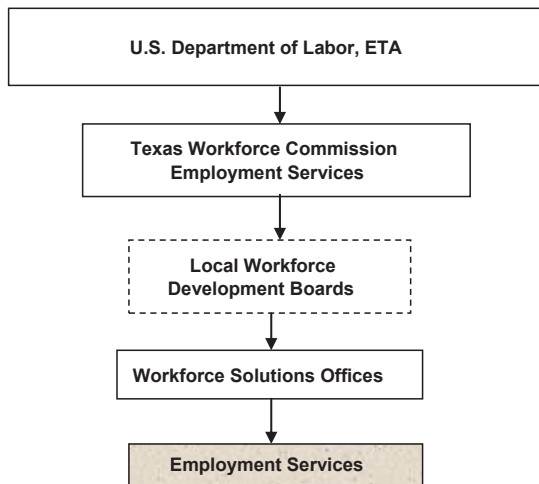 U.S. Department of Labor, ETA
Texas Workforce Commission
Employment Services
Local Workforce
Development Boards
Workforce Solutions Offices
Employment Services